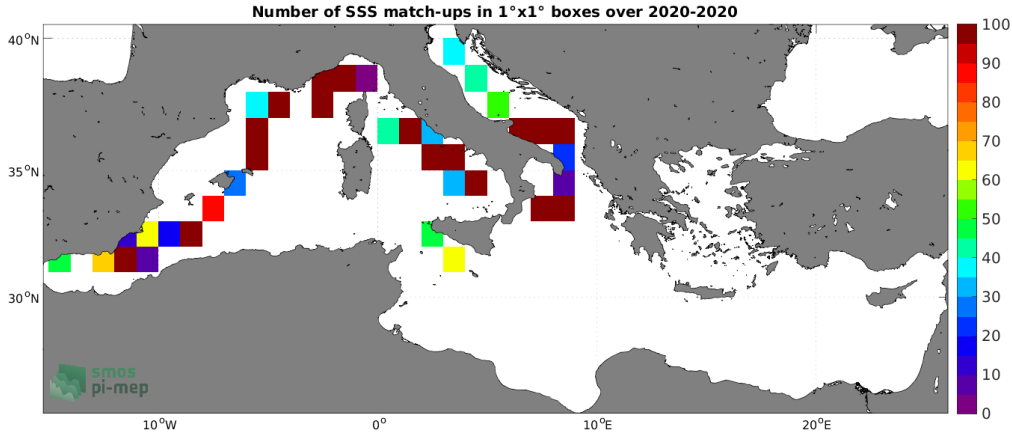 Number of SSS match-ups in 1°x1° boxes over 2020-2020
40°N
35°N
30°N
10°W
0°
10°E
20°E
100
90
80
70
60
50
40
30
20
10
0
smos
pi-mep